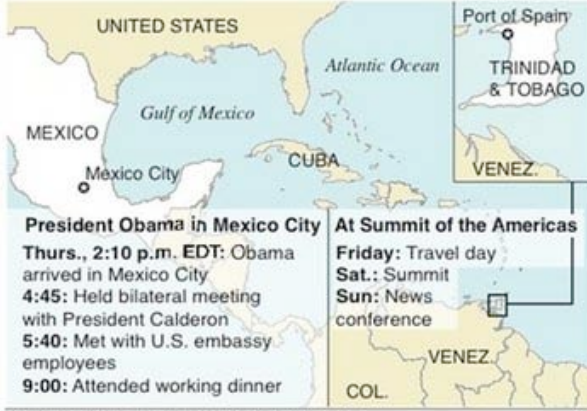 UNITED STATES
Atlantic Ocean
Gulf of Mexico
MEXICO
Mexico City
CUBA
Port of Spain
TRINIDAD
& TOBAGO
VENEZ.
President Obama in Mexico City
Thurs., 2:10 p.m. EDT: Obama
arrived in Mexico City
4:45: Held bilateral meeting
with President Calderon
5:40: Met with U.S. embassy
employees
9:00: Attended working dinner
At Summit of the Americas
Friday: Travel day
Sat.: Summit
Sun: News
conference
VENEZ.
COL.